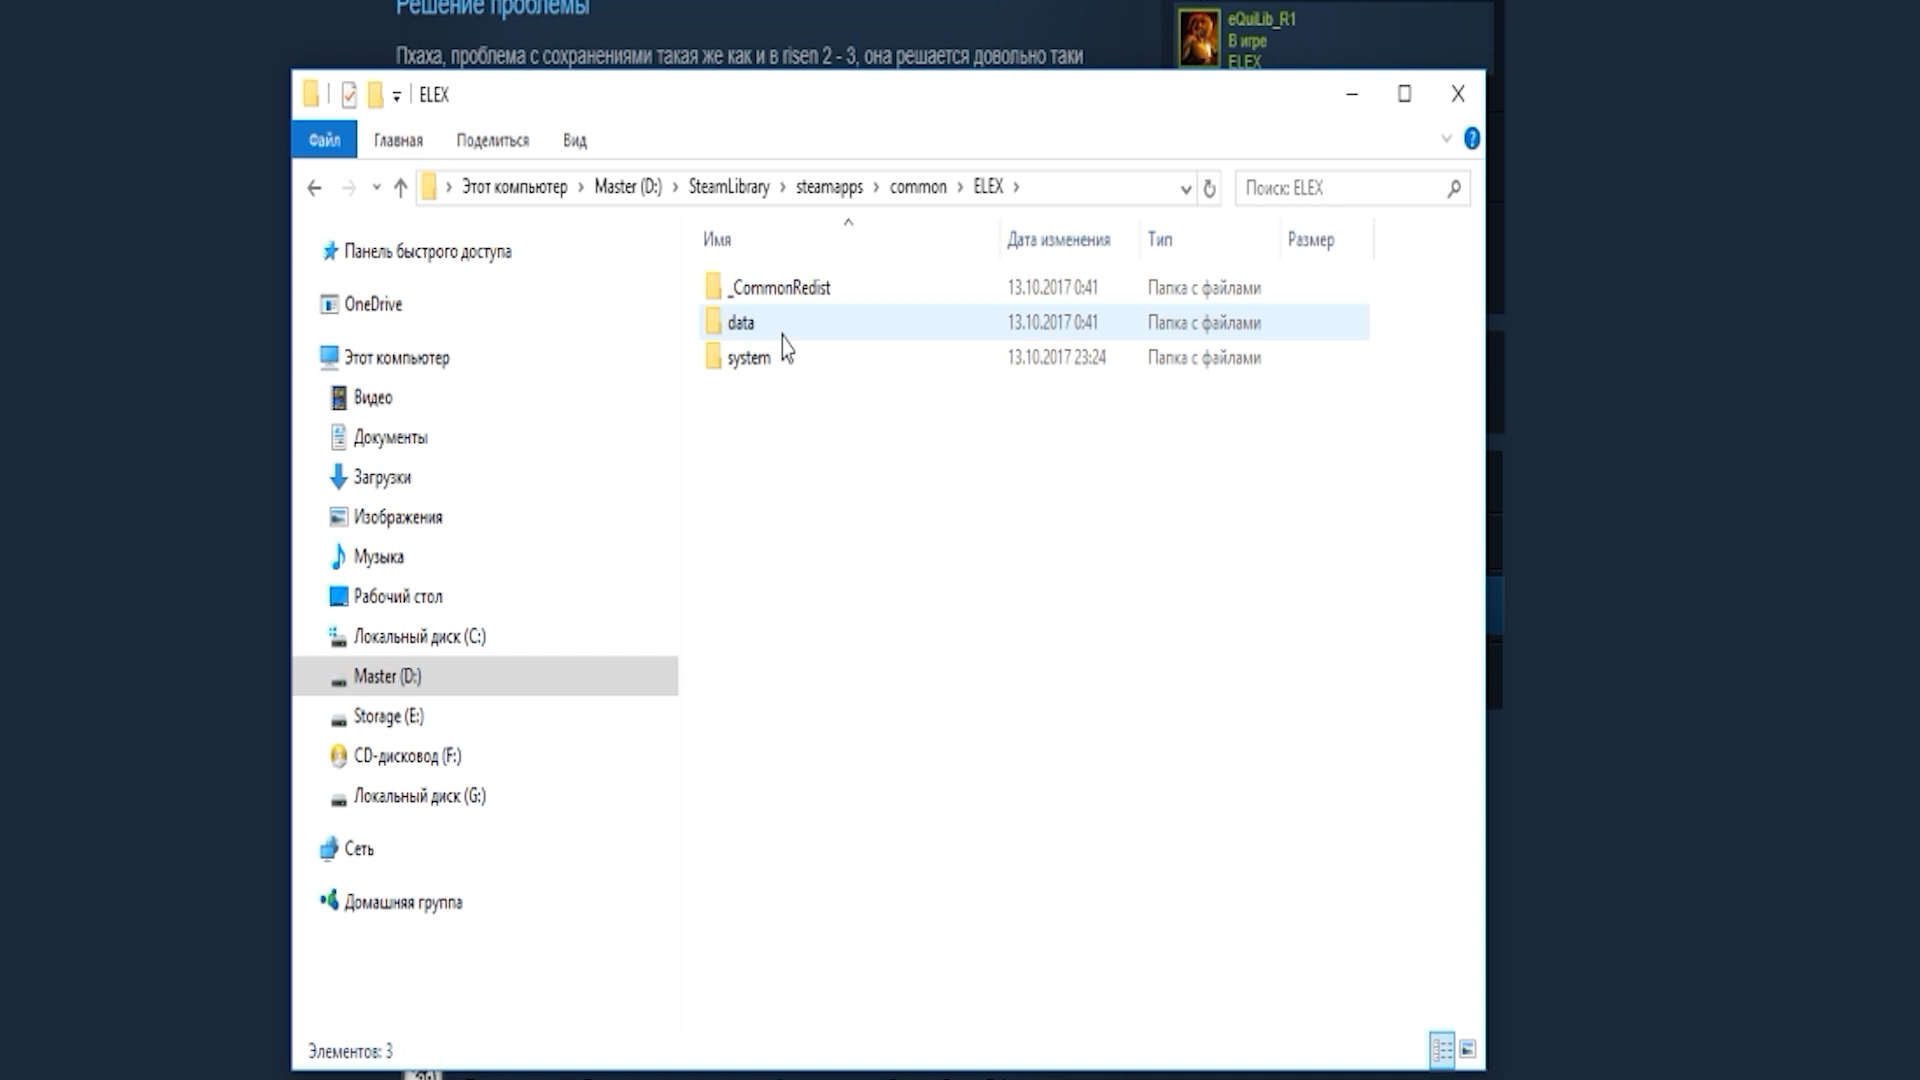 Решение проблемы
Пхаха, проблема с сохранениями такая же как и в risen 2 - 3, она решается довольно таки
eQuiLib_R1
В игре
ELEX
ELEX
Файл Главная Поделиться Вид
Этот компьютер › Master (D:) › SteamLibrary › steamapps › common › ELEX ›
Поиск: ELEX
Имя Дата изменения Тип Размер
_CommonRedist 13.10.2017 0:41 Папка с файлами
data 13.10.2017 0:41 Папка с файлами
system 13.10.2017 23:24 Папка с файлами
Панель быстрого доступа
OneDrive
Этот компьютер
Видео
Документы
Загрузки
Изображения
Музыка
Рабочий стол
Локальный диск (C:)
Master (D:)
Storage (E:)
CD-дисковод (F:)
Локальный диск (G:)
Сеть
Домашняя группа
Элементов: 3